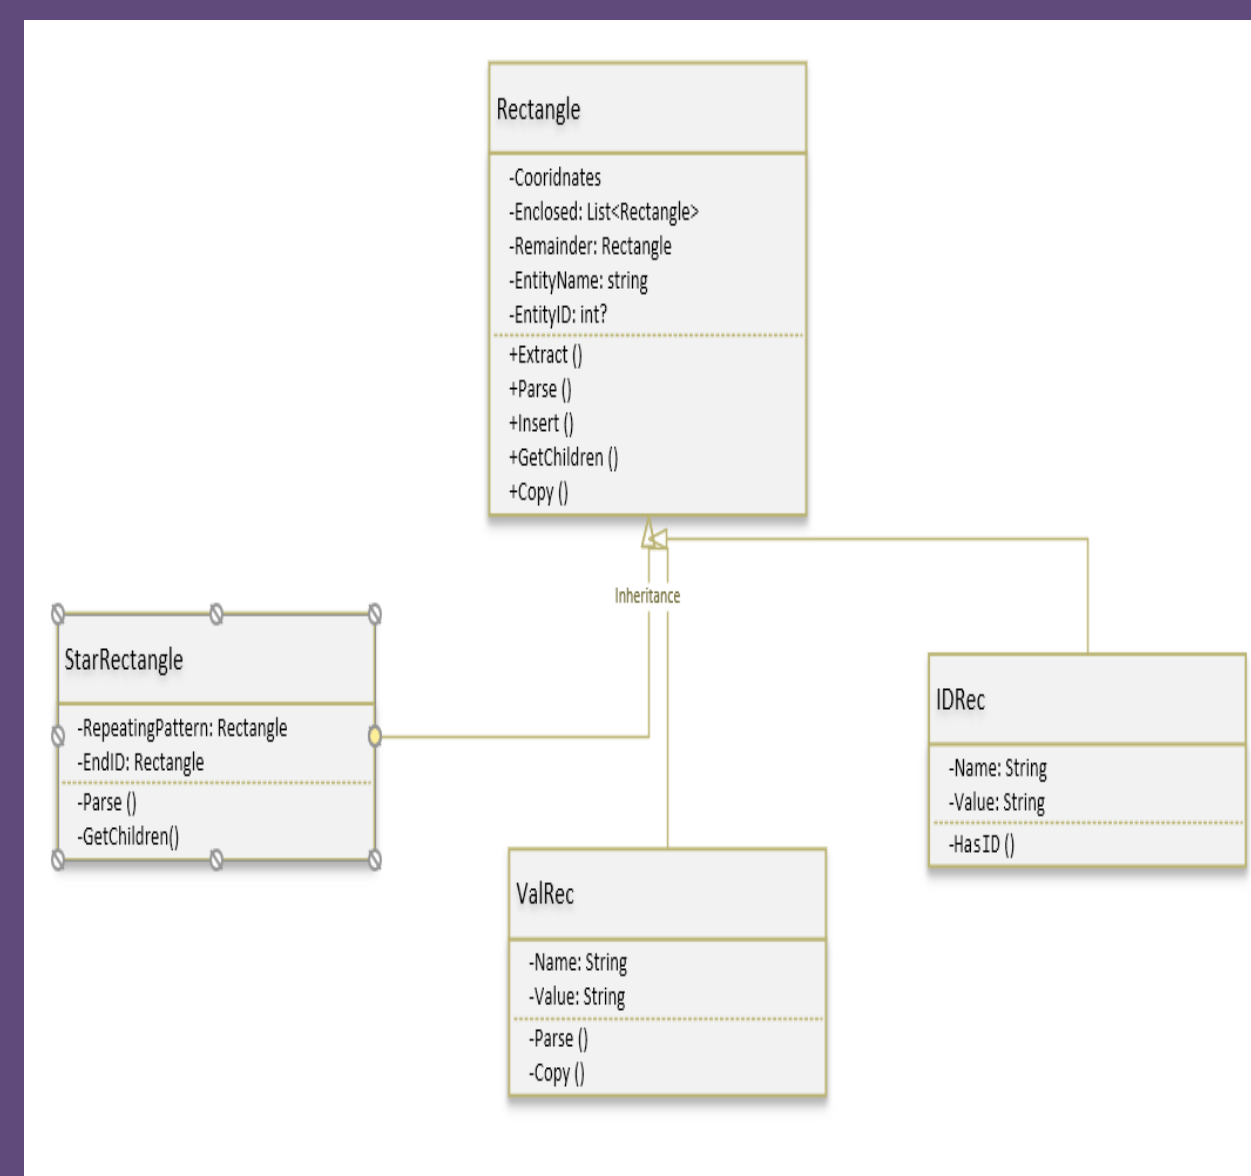 Rectangle
-Cooridnates
-Enclosed: List<Rectangle>
-Remainder: Rectangle
-EntityName: string
-EntityID: int?
+Extract ()
+Parse ()
+Insert ()
+GetChildren ()
+Copy ()
Inheritance
StarRectangle
-RepeatingPattern: Rectangle
-EndID: Rectangle
-Parse ()
-GetChildren()
IDRec
-Name: String
-Value: String
-HasID ()
ValRec
-Name: String
-Value: String
-Parse ()
-Copy ()